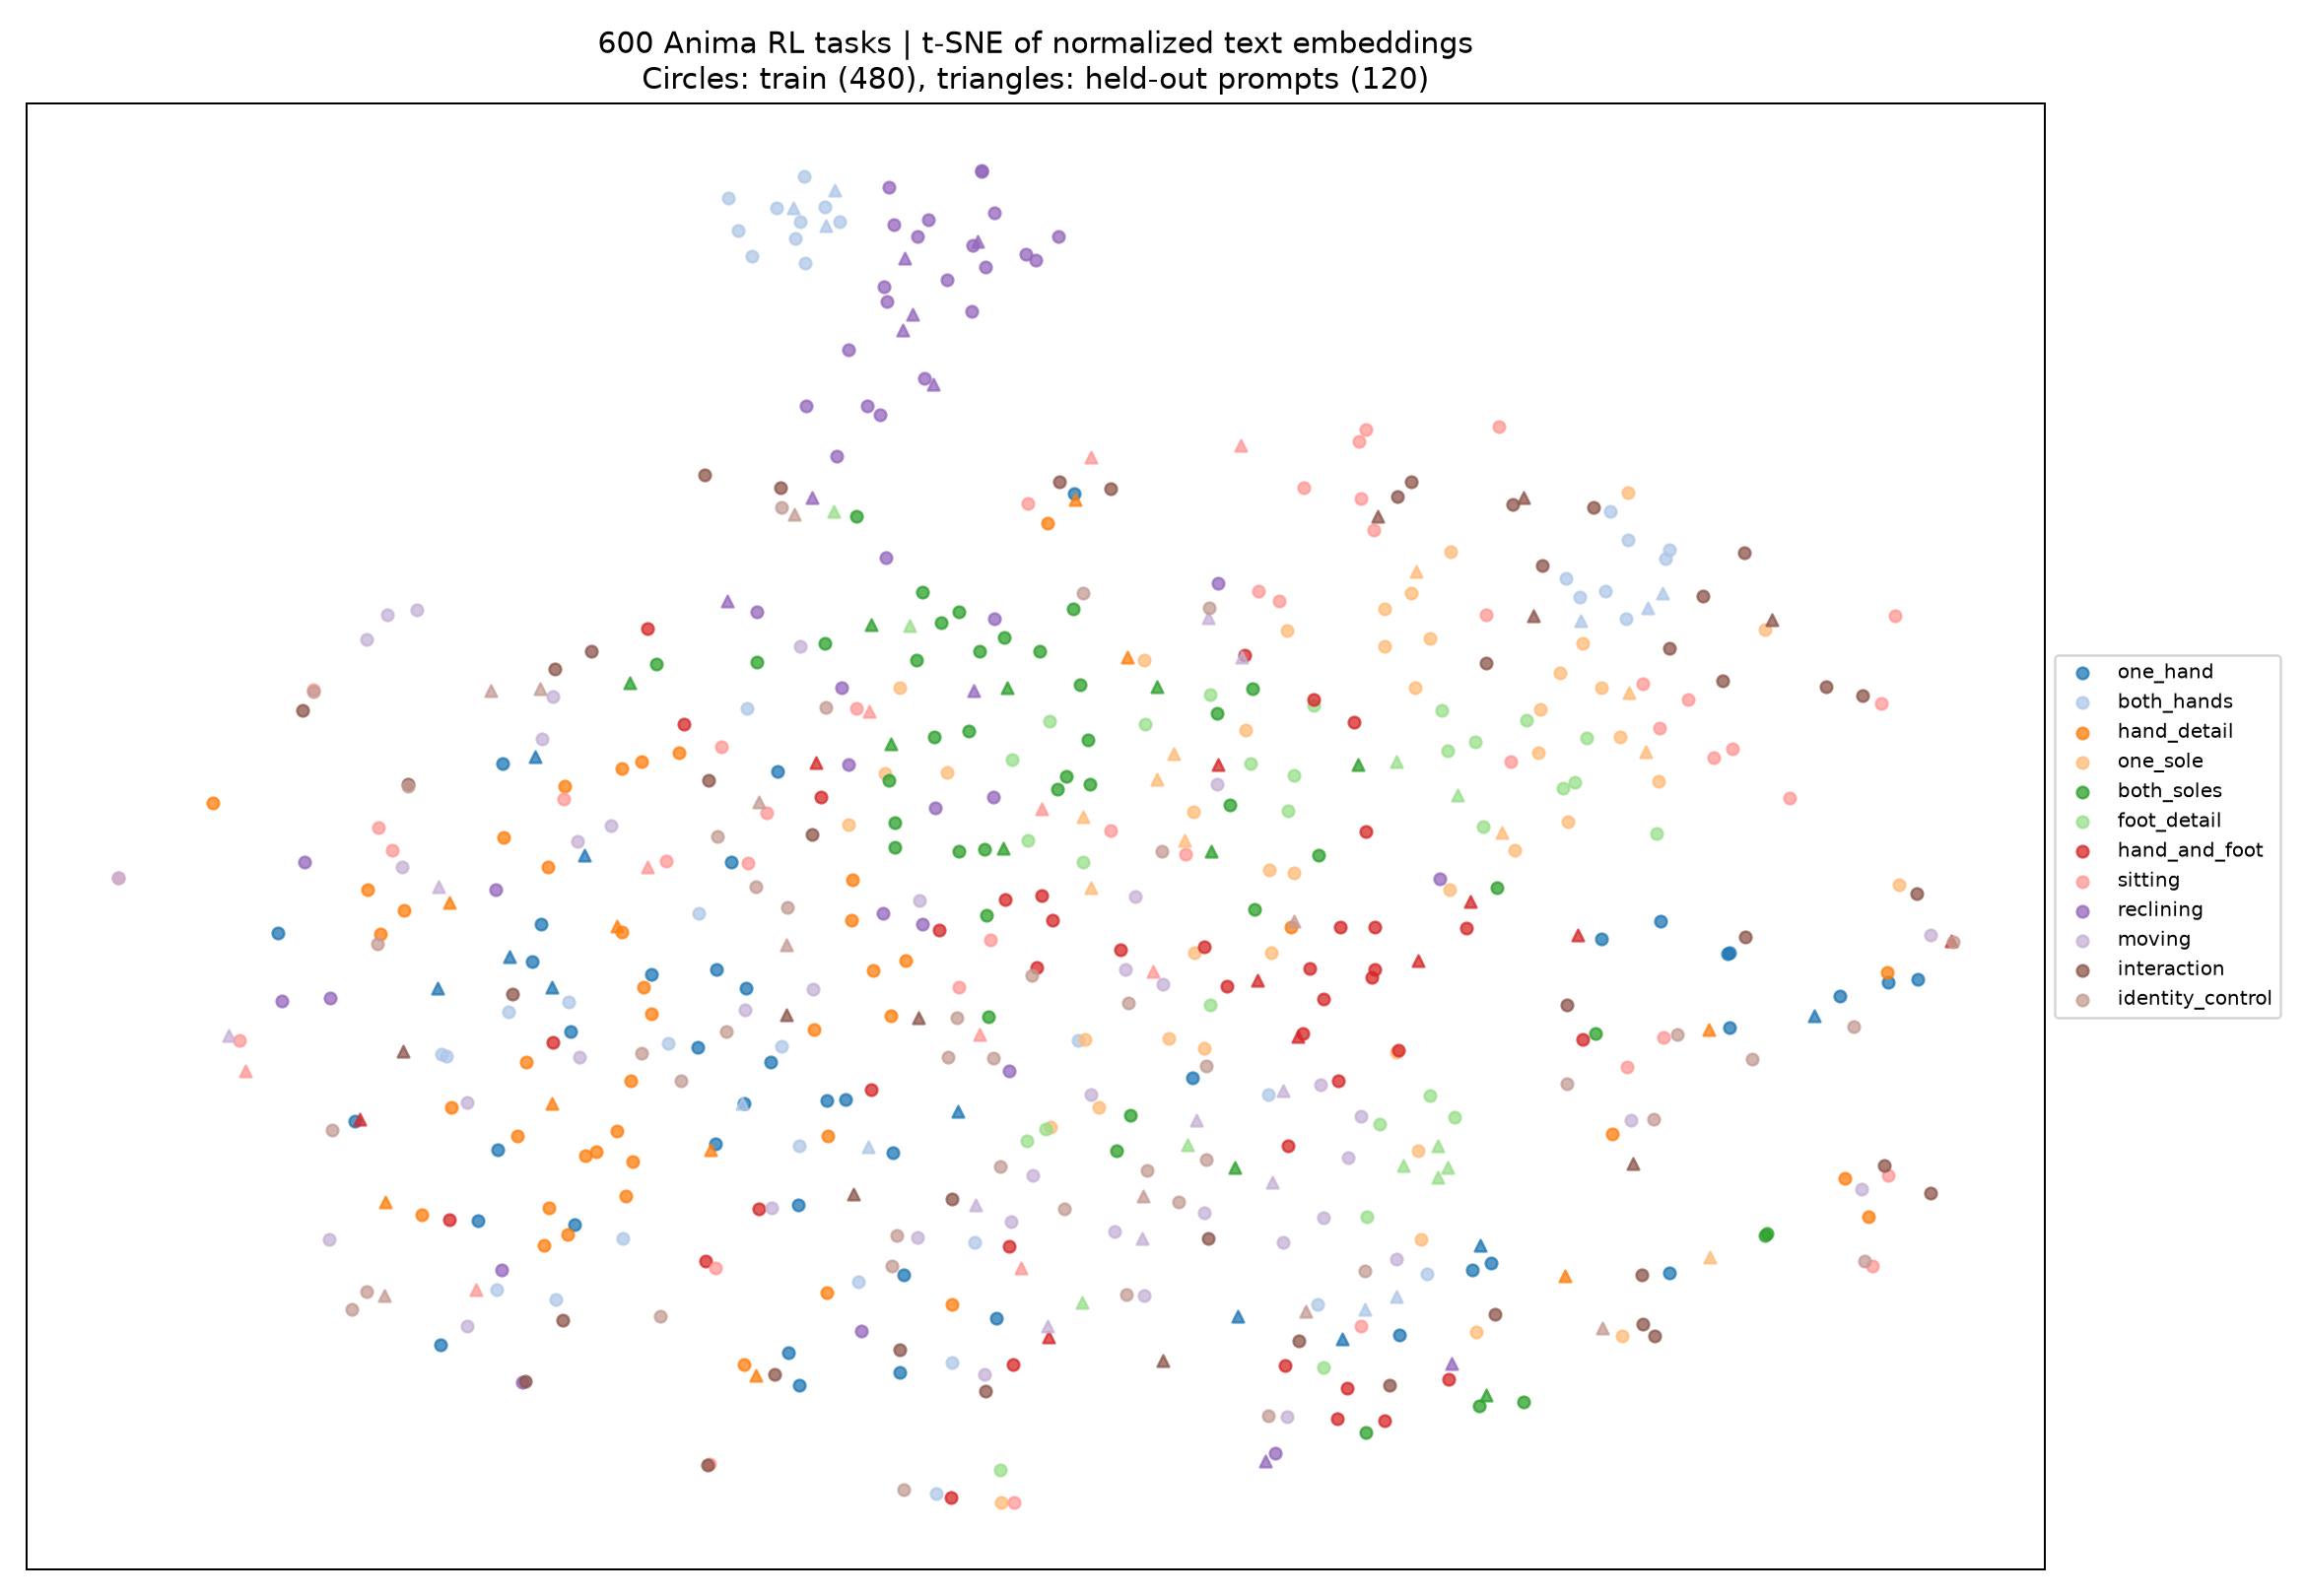 600 Anima RL tasks | t-SNE of normalized text embeddings
Circles: train (480), triangles: held-out prompts (120)
one_hand
both_hands
hand_detail
one_sole
both_soles
foot_detail
hand_and_foot
sitting
reclining
moving
interaction
identity_control